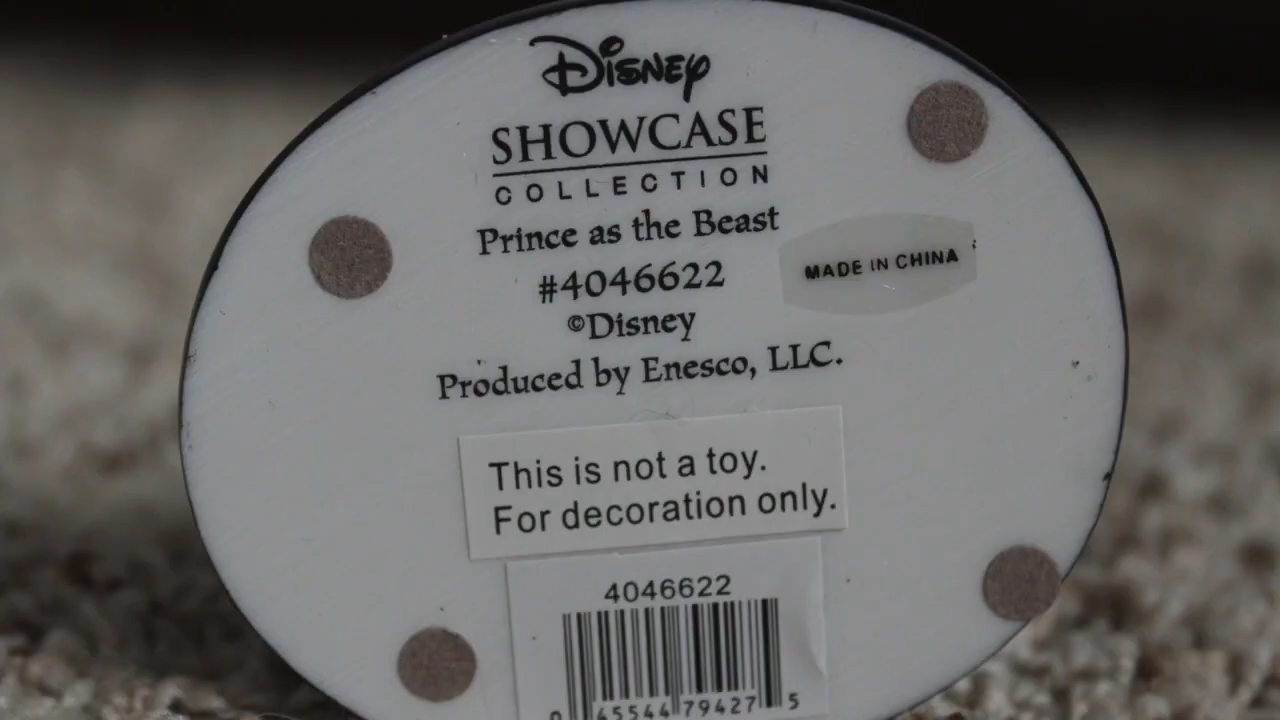 Disney
SHOWCASE
COLLECTION
Prince as the Beast
#4046622
©Disney
Produced by Enesco, LLC.
MADE IN CHINA
This is not a toy.
For decoration only.
4046622
0 45544 79427 5